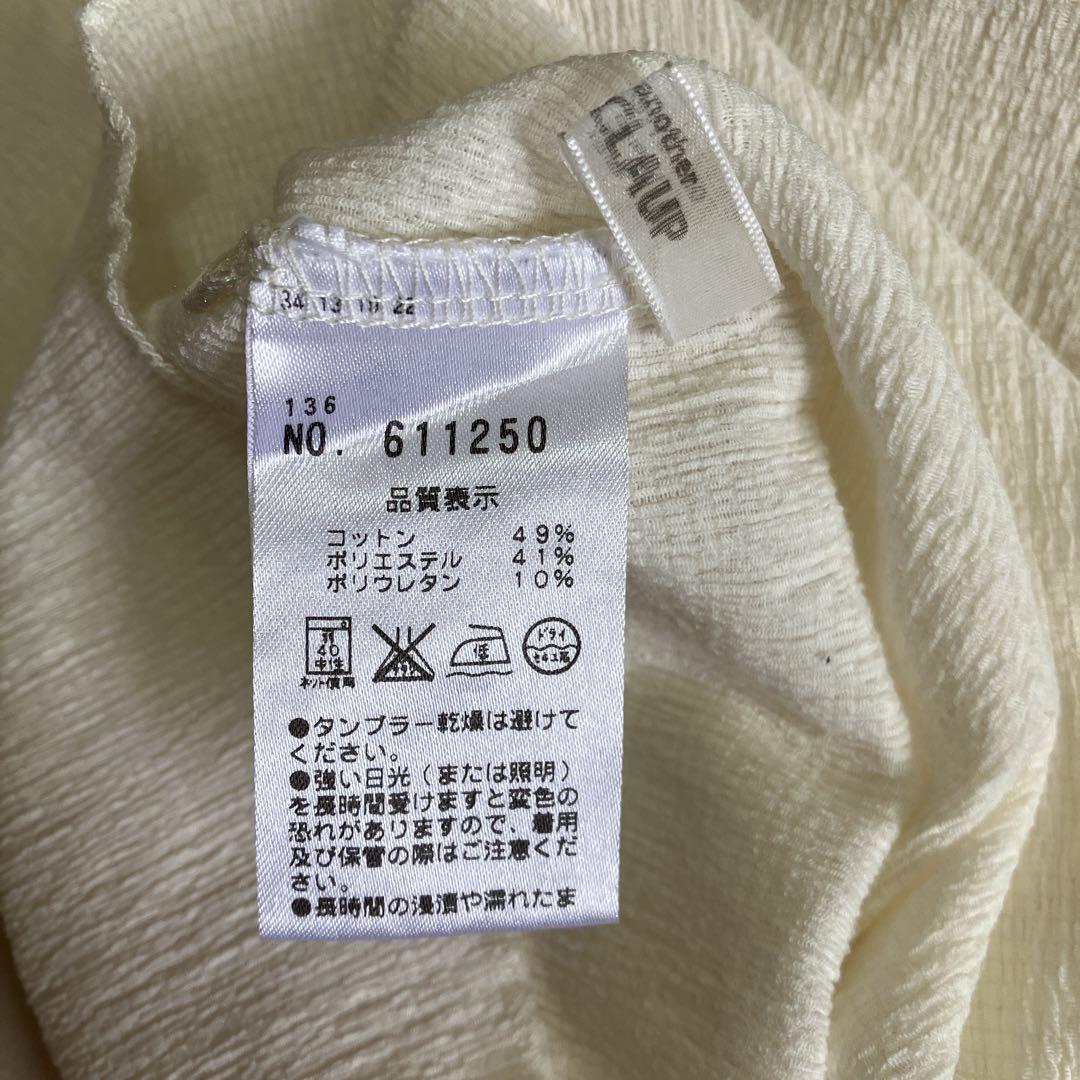 another
CLAUP
34 13 18 22
136
NO. 611250
品質表示
コットン 49%
ポリエステル 41%
ポリウレタン 10%
弱
40
中性
ネット使用
低
ドライ
セキユ系
●タンブラー乾燥は避けて
ください。
●強い日光(または照明)
を長時間受けますと変色の
恐れがありますので、着用
及び保管の際はご注意くだ
さい。
●長時間の浸漬や濡れたま